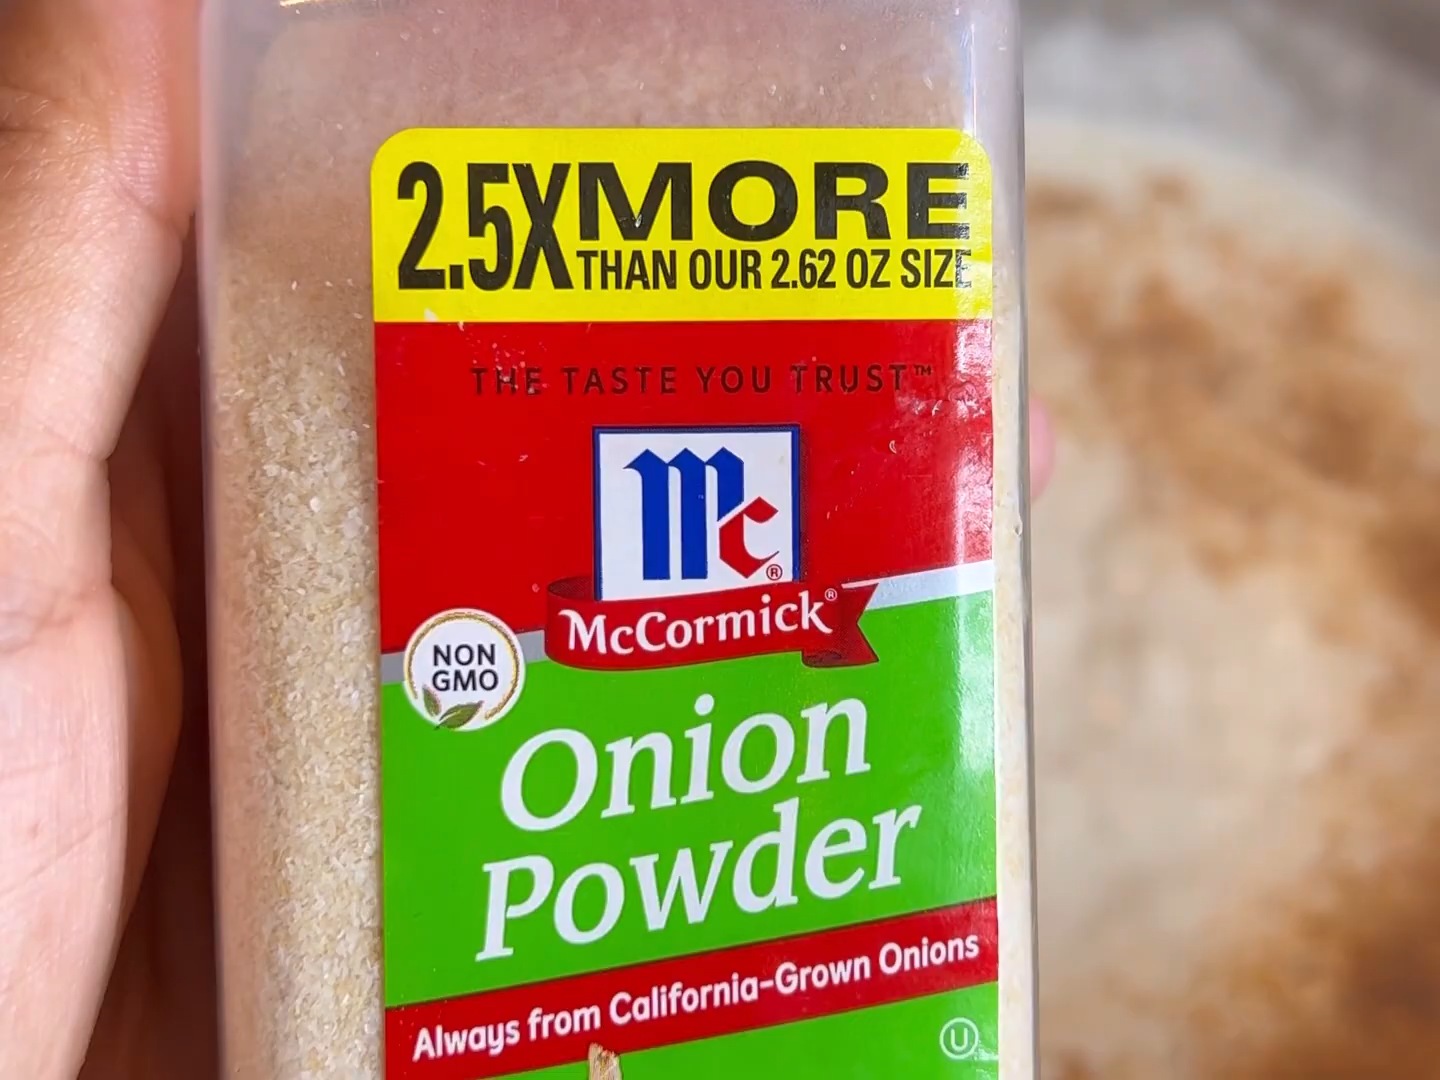 2.5X MORE
THAN OUR 2.62 OZ SIZE
THE TASTE YOU TRUST™
Mc®
McCormick®
NON
GMO
Onion
Powder
Always from California-Grown Onions
U